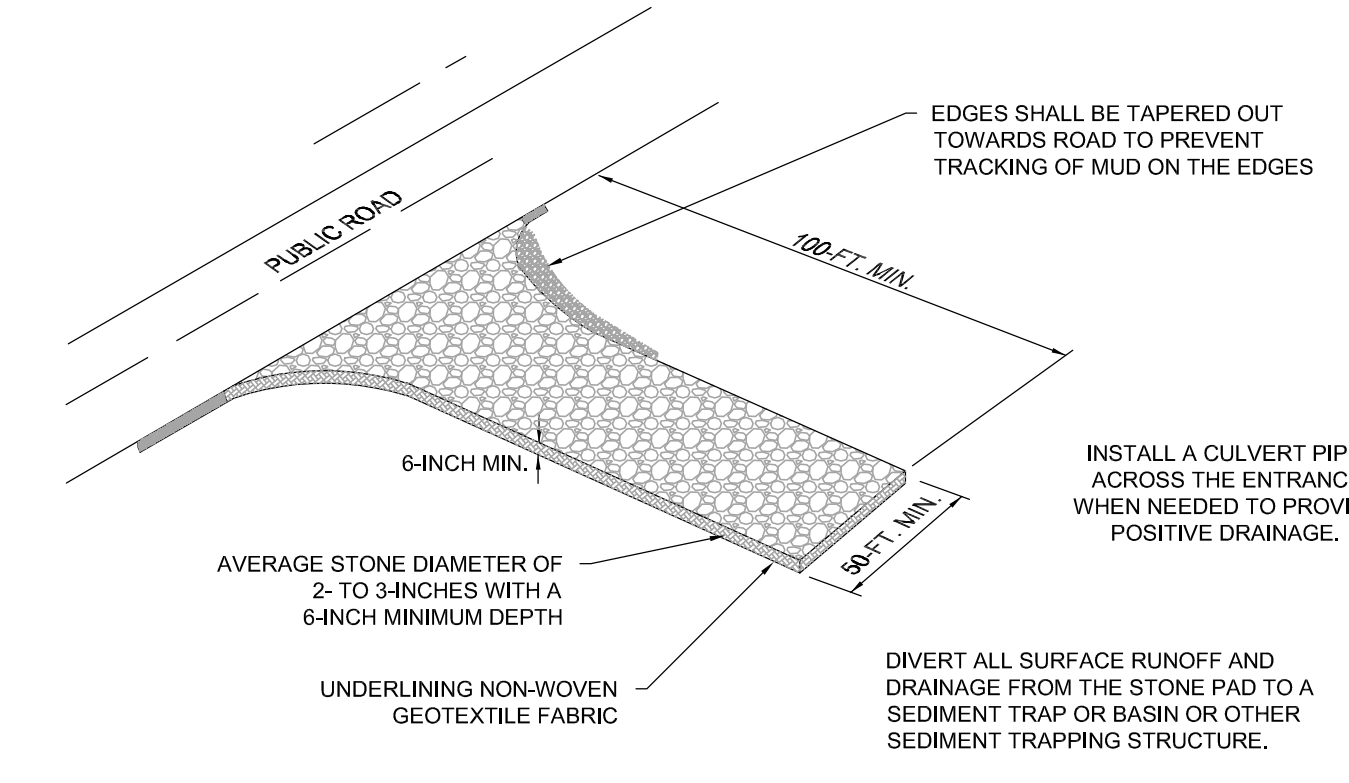 EDGES SHALL BE TAPERED OUT
TOWARDS ROAD TO PREVENT
TRACKING OF MUD ON THE EDGES
PUBLIC ROAD
100-FT. MIN.
6-INCH MIN.
INSTALL A CULVERT PIP
ACROSS THE ENTRANC
WHEN NEEDED TO PROVI
POSITIVE DRAINAGE.
50-FT. MIN.
AVERAGE STONE DIAMETER OF
2- TO 3-INCHES WITH A
6-INCH MINIMUM DEPTH
UNDERLINING NON-WOVEN
GEOTEXTILE FABRIC
DIVERT ALL SURFACE RUNOFF AND
DRAINAGE FROM THE STONE PAD TO A
SEDIMENT TRAP OR BASIN OR OTHER
SEDIMENT TRAPPING STRUCTURE.